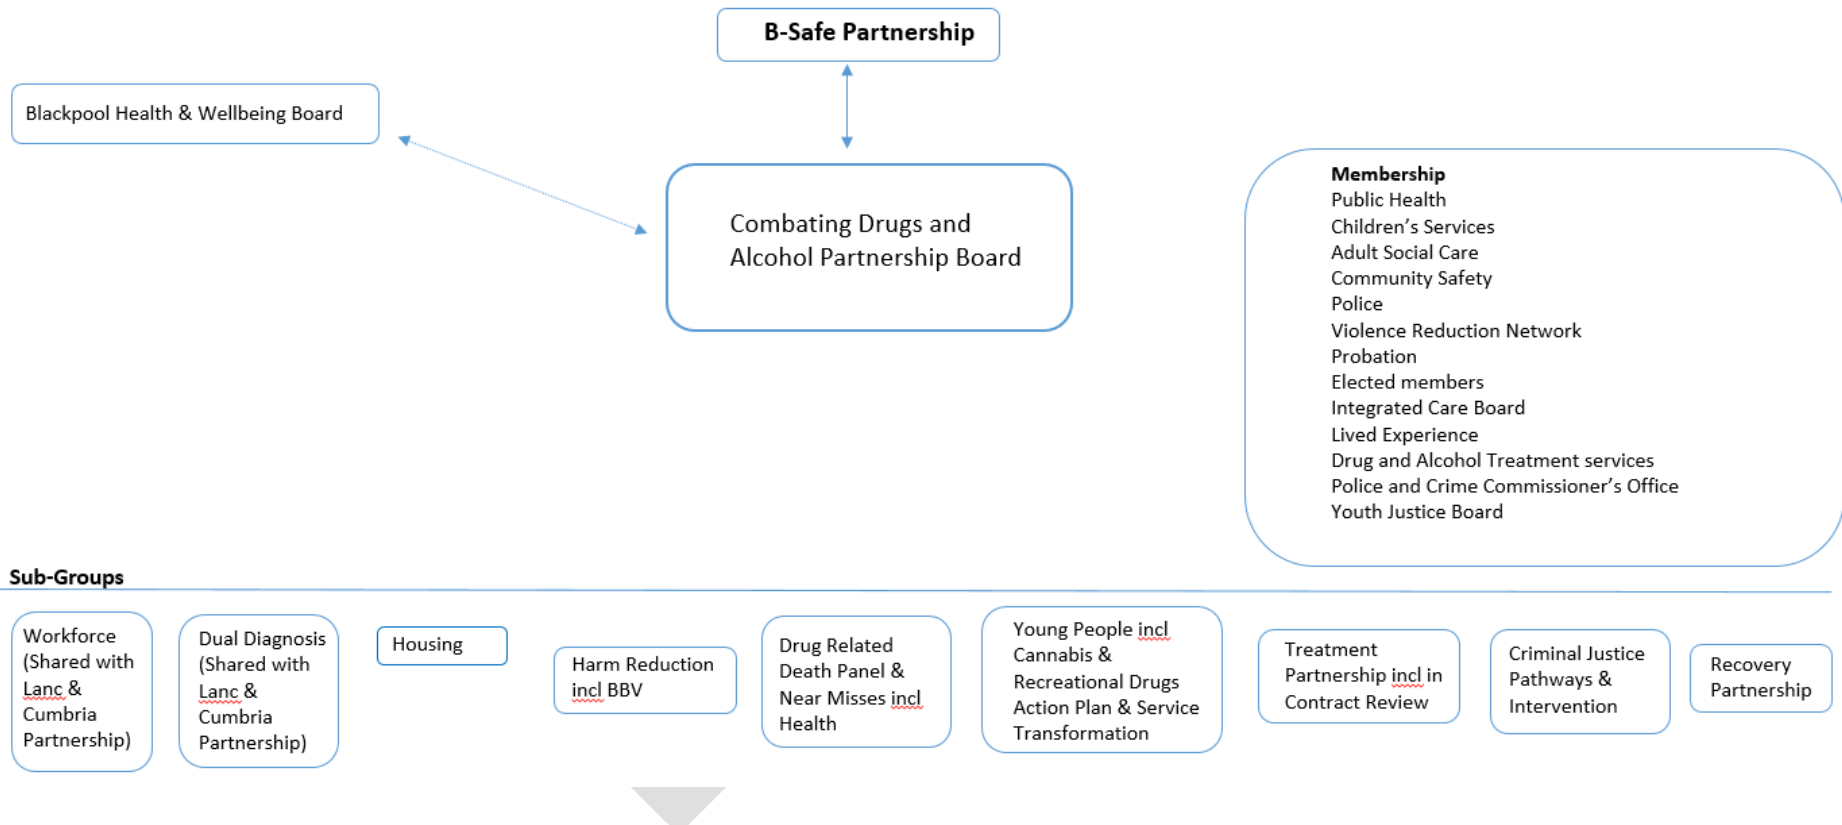 B-Safe Partnership
Blackpool Health & Wellbeing Board
Combating Drugs and
Alcohol Partnership Board
Membership
Public Health
Children’s Services
Adult Social Care
Community Safety
Police
Violence Reduction Network
Probation
Elected members
Integrated Care Board
Lived Experience
Drug and Alcohol Treatment services
Police and Crime Commissioner’s Office
Youth Justice Board
Sub-Groups
Workforce
(Shared with
Lanc &
Cumbria
Partnership)
Dual Diagnosis
(Shared with
Lanc &
Cumbria
Partnership)
Housing
Harm Reduction
incl BBV
Drug Related
Death Panel &
Near Misses incl
Health
Young People incl
Cannabis &
Recreational Drugs
Action Plan & Service
Transformation
Treatment
Partnership incl in
Contract Review
Criminal Justice
Pathways &
Intervention
Recovery
Partnership